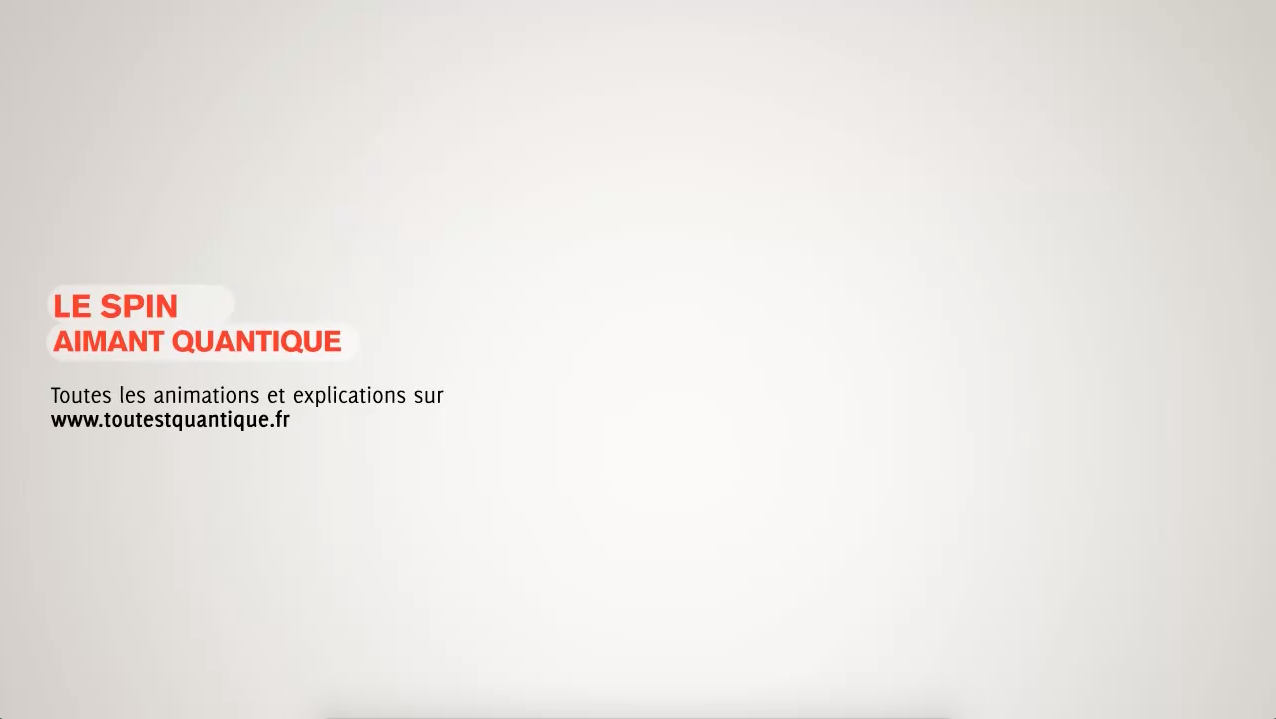 LE SPIN
AIMANT QUANTIQUE
Toutes les animations et explications sur
www.toutestquantique.fr